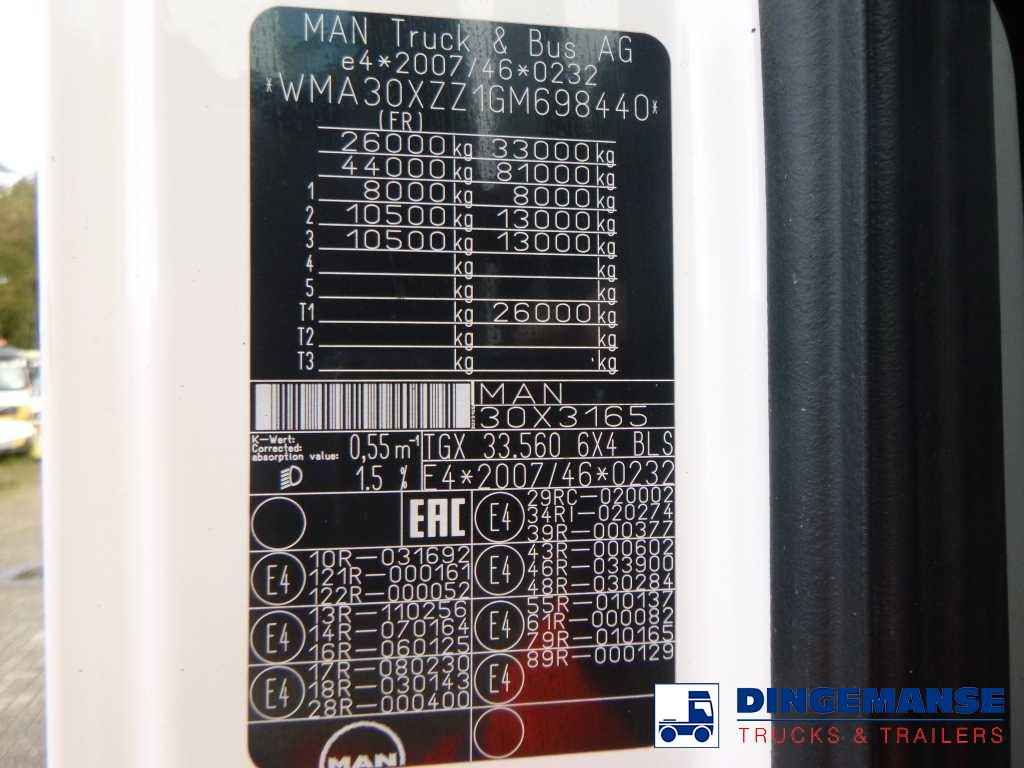 MAN Truck & Bus AG
e4*2007/46*0232
*WMA30XZZ1GM698440*
(FR)
26000 kg 33000 kg
44000 kg 81000 kg
1 8000 kg 8000 kg
2 10500 kg 13000 kg
3 10500 kg 13000 kg
4 kg kg
5 kg kg
T1 kg 26000 kg
T2 kg kg
T3 kg kg
MAN
30X3165
K-Wert:
Corrected
absorption value: 0,55 m-1
TGX 33.560 6X4 BLS
1.5 % E4*2007/46*0232
EAC
E4 29RC-020002
34RI-020274
39R-000377
E4 10R-031692
121R-000161
122R-000052
E4 43R-000602
46R-033900
48R-030284
E4 13R-110256
14R-070164
16R-060125
E4 55R-010137
61R-000082
79R-010165
E4 17R-080230
18R-030143
28R-000400
E4 89R-000129
MAN
DINGEMANSE
TRUCKS & TRAILERS